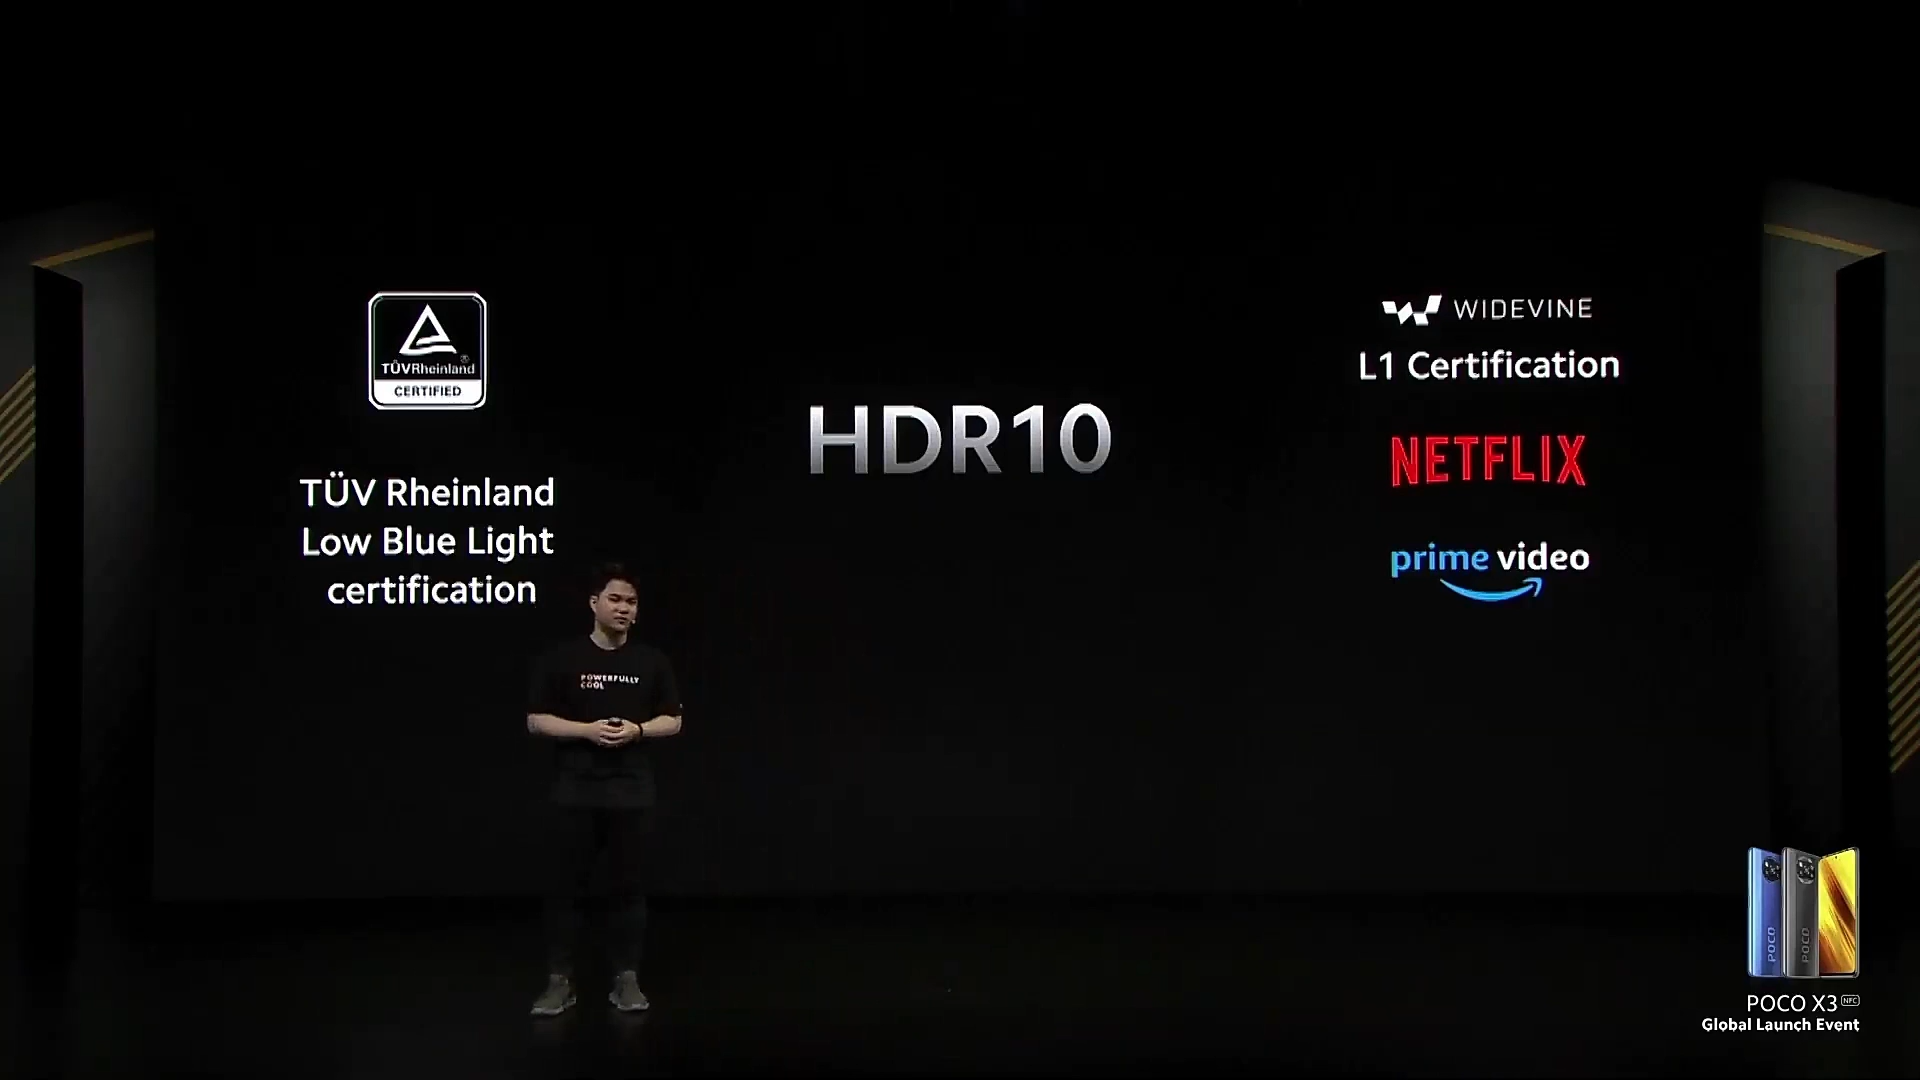 TÜVRheinland
CERTIFIED
TÜV Rheinland
Low Blue Light
certification
HDR10
WIDEVINE
L1 Certification
NETFLIX
prime video
POWERFULLY
COOL
POCO
POCO
POCO X3 NFC
Global Launch Event